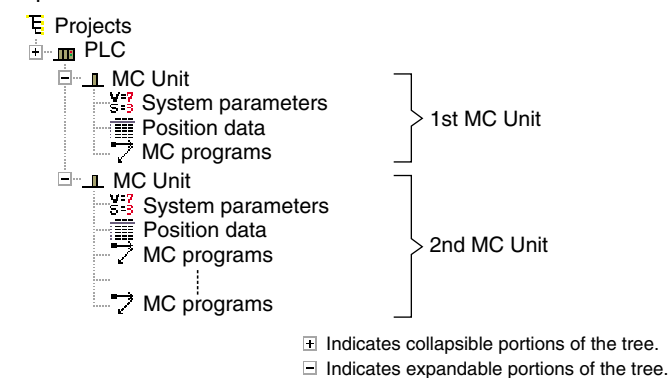 Projects
PLC
MC Unit
System parameters
Position data
MC programs
1st MC Unit
MC Unit
System parameters
Position data
MC programs
MC programs
2nd MC Unit
+ Indicates collapsible portions of the tree.
− Indicates expandable portions of the tree.